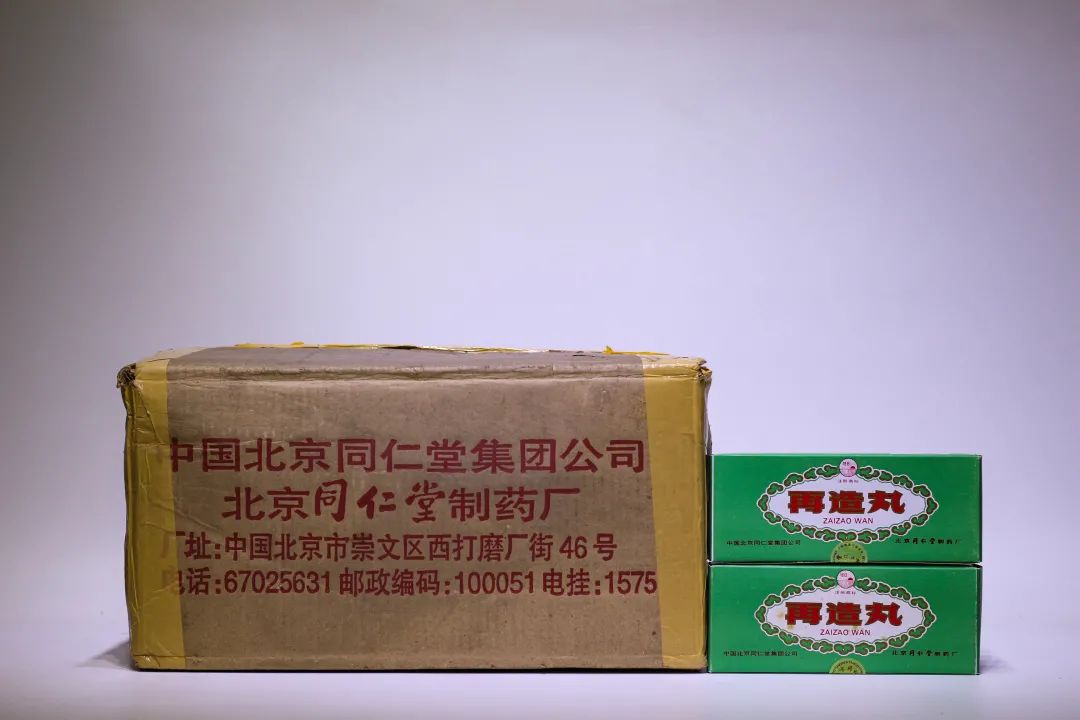 中国北京同仁堂集团公司
北京同仁堂制药厂
厂址:中国北京市崇文区西打磨厂街46号
电话:67025631 邮政编码:100051 电挂:1575
再造丸
ZAIZAO WAN
中国北京同仁堂集团公司
北京同仁堂制药厂
再造丸
ZAIZAO WAN
中国北京同仁堂集团公司
北京同仁堂制药厂